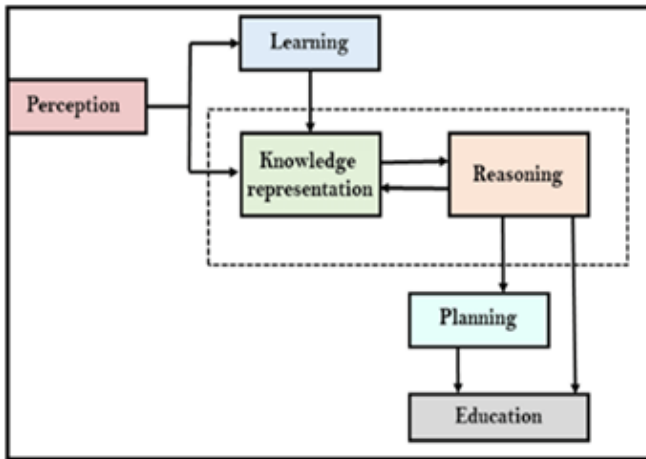 Learning
Perception
Knowledge
representation
Reasoning
Planning
Education